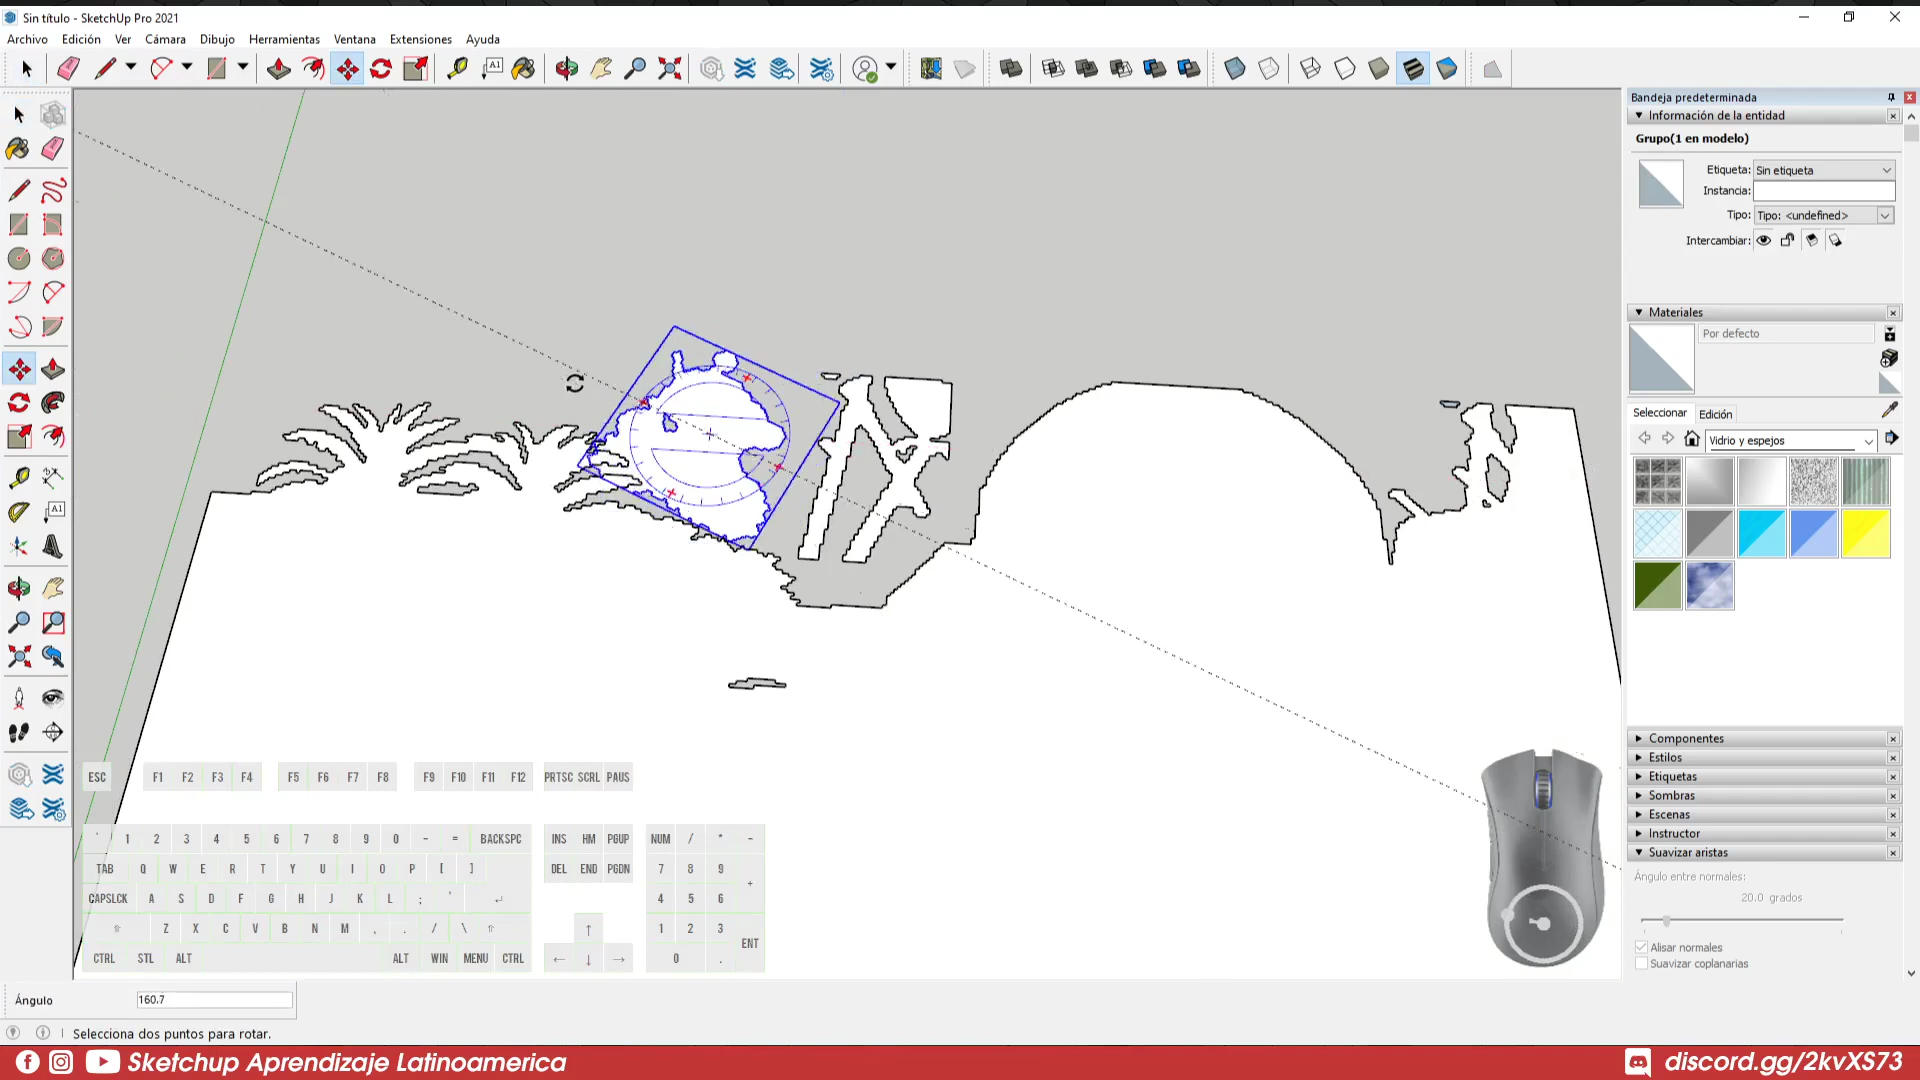 Sin título - SketchUp Pro 2021
Archivo Edición Ver Cámara Dibujo Herramientas Ventana Extensiones Ayuda
A1
Bandeja predeterminada
Información de la entidad
Grupo(1 en modelo)
Etiqueta: Sin etiqueta
Instancia:
Tipo: Tipo: <undefined>
Intercambiar:
Materiales
Por defecto
Seleccionar Edición
Vidrio y espejos
A1
Componentes
Estilos
Etiquetas
Sombras
Escenas
Instructor
Suavizar aristas
Ángulo entre normales:
20.0 grados
Alisar normales
Suavizar coplanarias
ESC F1 F2 F3 F4 F5 F6 F7 F8 F9 F10 F11 F12 PRTSC SCRL PAUS
` 1 2 3 4 5 6 7 8 9 0 - = BACKSPC INS HM PGUP NUM / * -
TAB Q W E R T Y U I O P [ ] DEL END PGDN 7 8 9 +
CAPSLCK A S D F G H J K L ; ' ↵ 4 5 6
⇧ Z X C V B N M , . / \ ⇧ ↑ 1 2 3 ENT
CTRL STL ALT ALT WIN MENU CTRL ← ↓ → 0 .
Ángulo 160.7
Selecciona dos puntos para rotar.
Sketchup Aprendizaje Latinoamerica
discord.gg/2kvXS73